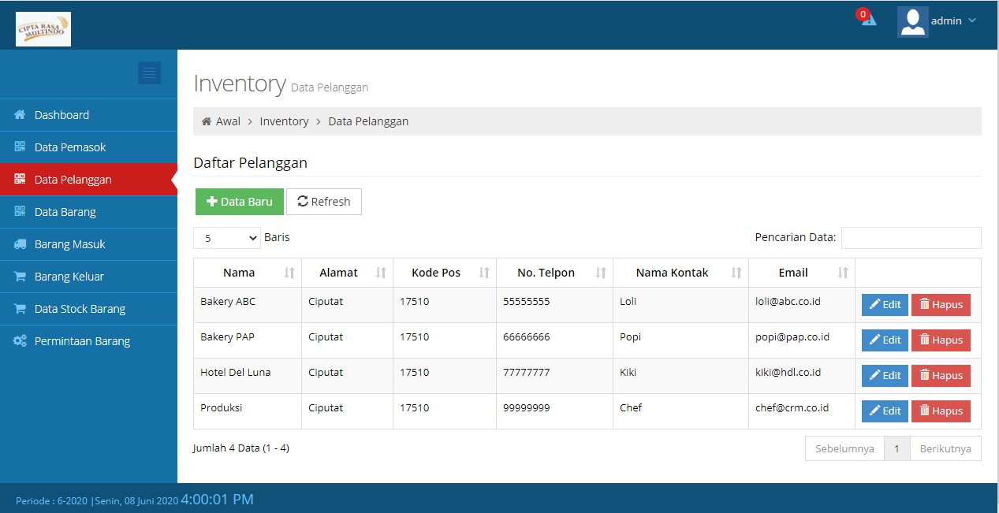 CIPTA RASA
MULTINDO
0
admin
Inventory Data Pelanggan
Awal > Inventory > Data Pelanggan
Dashboard
Data Pemasok
Data Pelanggan
Data Barang
Barang Masuk
Barang Keluar
Data Stock Barang
Permintaan Barang
Daftar Pelanggan
Data Baru Refresh
5 Baris Pencarian Data:
Nama Alamat Kode Pos No. Telpon Nama Kontak Email
Bakery ABC Ciputat 17510 55555555 Loli loli@abc.co.id Edit Hapus
Bakery PAP Ciputat 17510 66666666 Popi popi@pap.co.id Edit Hapus
Hotel Del Luna Ciputat 17510 77777777 Kiki kiki@hdl.co.id Edit Hapus
Produksi Ciputat 17510 99999999 Chef chef@crm.co.id Edit Hapus
Jumlah 4 Data (1 - 4) Sebelumnya 1 Berikutnya
Periode : 6-2020 |Senin, 08 Juni 2020 4:00:01 PM